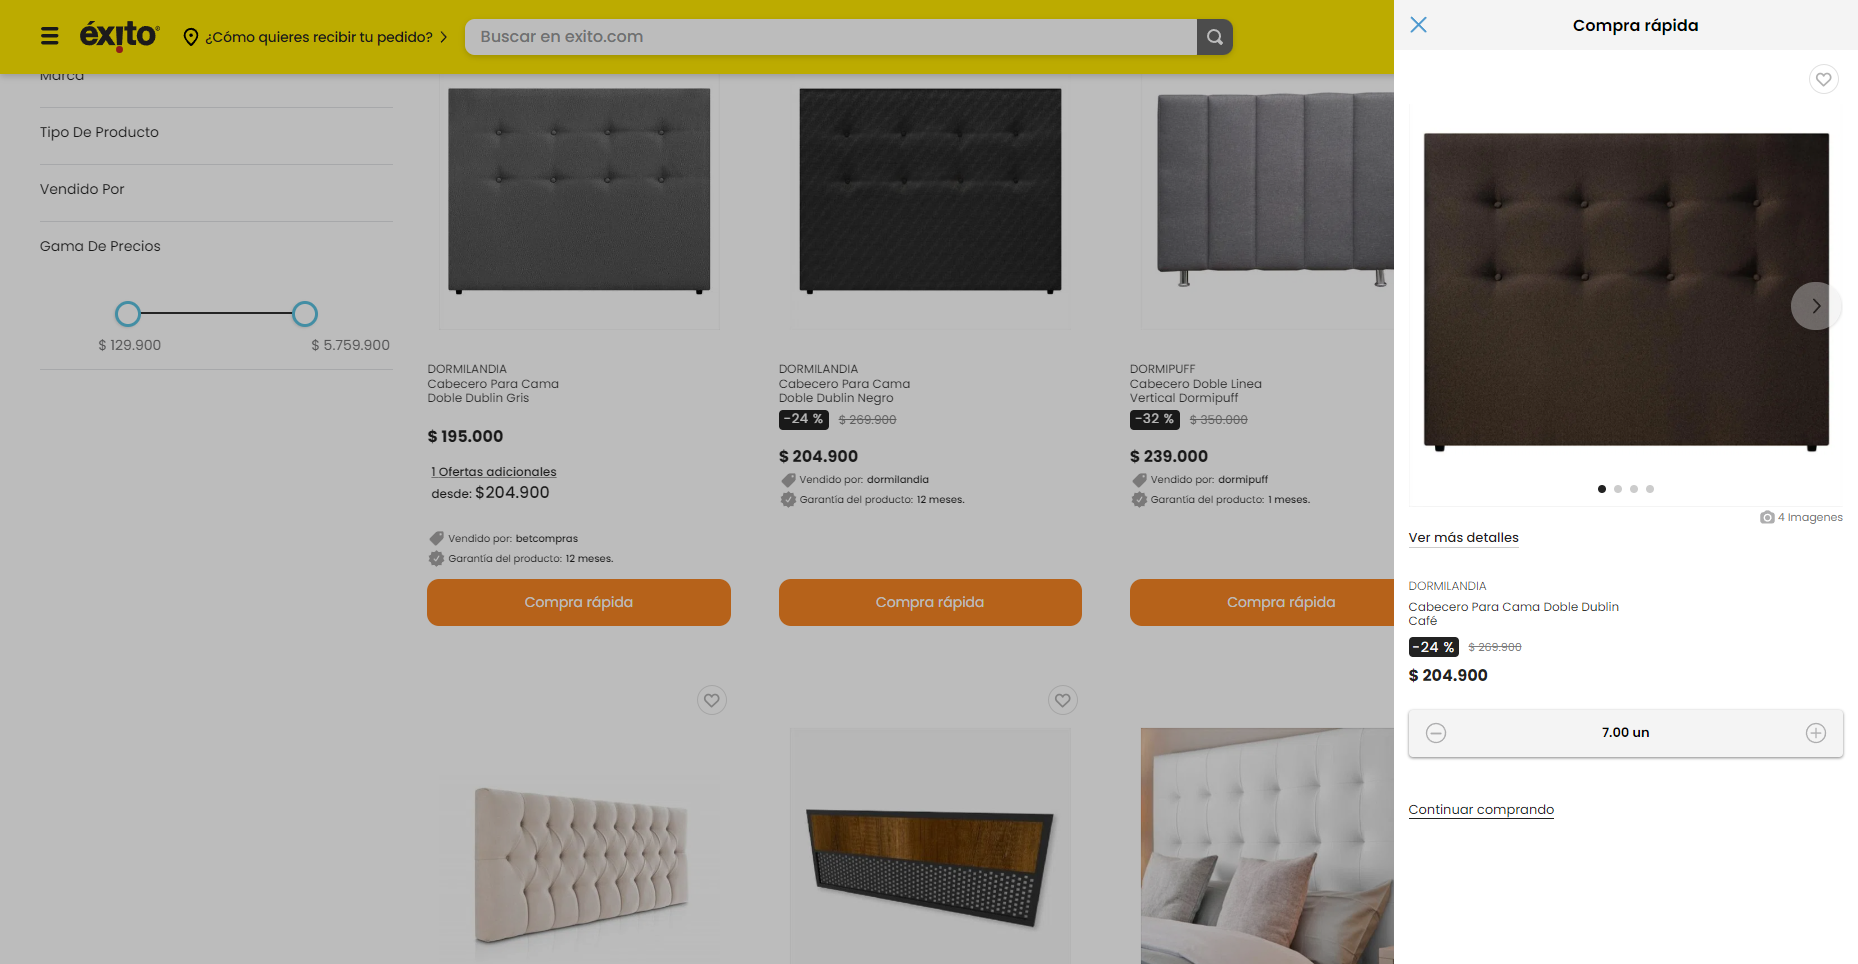 éxito
¿Cómo quieres recibir tu pedido?
Buscar en exito.com
Marca
Tipo De Producto
Vendido Por
Gama De Precios
$ 129.900
$ 5.759.900
DORMILANDIA
Cabecero Para Cama
Doble Dublin Gris
$ 195.000
1 Ofertas adicionales
desde: $204.900
Vendido por: betcompras
Garantía del producto: 12 meses.
Compra rápida
DORMILANDIA
Cabecero Para Cama
Doble Dublin Negro
-24 % $ 269.900
$ 204.900
Vendido por: dormilandia
Garantía del producto: 12 meses.
Compra rápida
DORMIPUFF
Cabecero Doble Linea
Vertical Dormipuff
-32 % $ 350.000
$ 239.000
Vendido por: dormipuff
Garantía del producto: 1 meses.
Compra rápida
Compra rápida
4 Imagenes
Ver más detalles
DORMILANDIA
Cabecero Para Cama Doble Dublin
Café
-24 % $ 269.900
$ 204.900
7.00 un
Continuar comprando